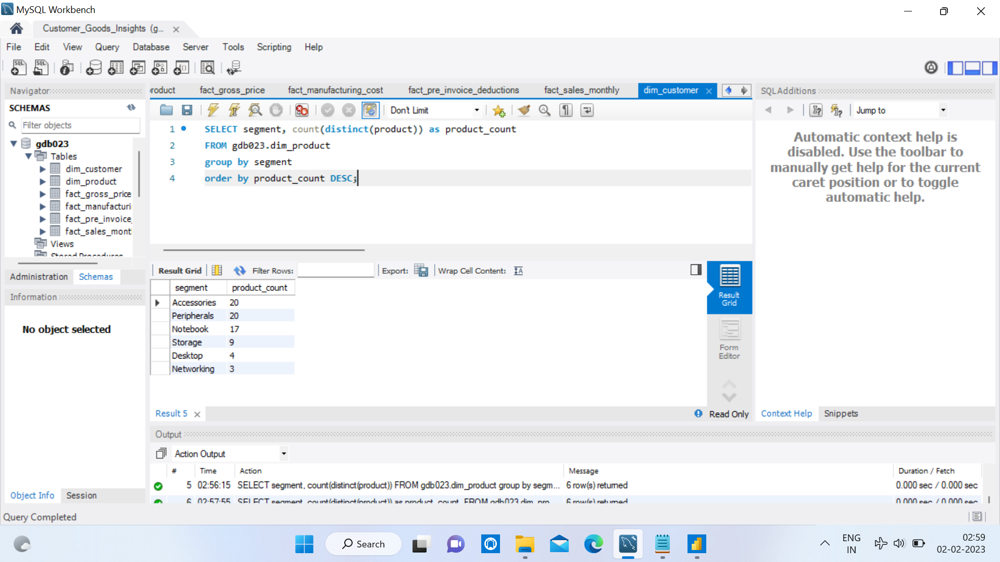 MySQL Workbench
Customer_Goods_Insights (g...
File Edit View Query Database Server Tools Scripting Help
Navigator
SCHEMAS
Filter objects
gdb023
Tables
dim_customer
dim_product
fact_gross_price
fact_manufacturi
fact_pre_invoice_
fact_sales_mont
Views
Stored Procedures
Administration Schemas
Information
No object selected
Object Info Session
roduct fact_gross_price fact_manufacturing_cost fact_pre_invoice_deductions fact_sales_monthly dim_customer
Don't Limit
1 SELECT segment, count(distinct(product)) as product_count
2 FROM gdb023.dim_product
3 group by segment
4 order by product_count DESC;
Result Grid Filter Rows: Export: Wrap Cell Content:
segment product_count
Accessories 20
Peripherals 20
Notebook 17
Storage 9
Desktop 4
Networking 3
Result
Grid
Form
Editor
Result 5
Read Only
SQLAdditions
Jump to
Automatic context help is
disabled. Use the toolbar to
manually get help for the current
caret position or to toggle
automatic help.
Context Help Snippets
Output
Action Output
# Time Action Message Duration / Fetch
5 02:56:15 SELECT segment, count(distinct(product)) FROM gdb023.dim_product group by segm... 6 row(s) returned 0.000 sec / 0.000 sec
6 02:57:55 SELECT segment, count(distinct(product)) as product_count FROM gdb023.dim_pro... 6 row(s) returned 0.000 sec / 0.000 sec
Query Completed
Search
ENG
IN
02:59
02-02-2023